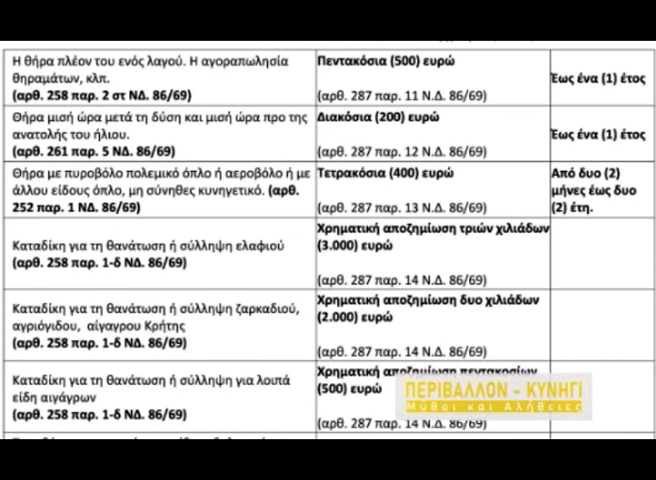 Η θήρα πλέον του ενός λαγού. Η αγοραπωλησία
θηραμάτων, κλπ.
(αρθ. 258 παρ. 2 στ ΝΔ. 86/69)
Πεντακόσια (500) ευρώ
(αρθ. 287 παρ. 11 Ν.Δ. 86/69)
Έως ένα (1) έτος
Θήρα μισή ώρα μετά τη δύση και μισή ώρα προ της
ανατολής του ήλιου.
(αρθ. 261 παρ. 5 ΝΔ. 86/69)
Διακόσια (200) ευρώ
(αρθ. 287 παρ. 12 Ν.Δ. 86/69)
Έως ένα (1) έτος
Θήρα με πυροβόλο πολεμικό όπλο ή αεροβόλο ή με
άλλου είδους όπλο, μη σύνηθες κυνηγετικό. (αρθ.
252 παρ. 1 ΝΔ. 86/69)
Τετρακόσια (400) ευρώ
(αρθ. 287 παρ. 13 Ν.Δ. 86/69)
Από δυο (2)
μήνες έως δυο
(2) έτη.
Καταδίκη για τη θανάτωση ή σύλληψη ελαφιού
(αρθ. 258 παρ. 1-δ ΝΔ. 86/69)
Χρηματική αποζημίωση τριών χιλιάδων
(3.000) ευρώ
(αρθ. 287 παρ. 14 Ν.Δ. 86/69)
Καταδίκη για τη θανάτωση ή σύλληψη ζαρκαδιού,
αγριόγιδου, αίγαγρου Κρήτης
(αρθ. 258 παρ. 1-δ ΝΔ. 86/69)
Χρηματική αποζημίωση δυο χιλιάδων
(2.000) ευρώ
(αρθ. 287 παρ. 14 Ν.Δ. 86/69)
Καταδίκη για τη θανάτωση ή σύλληψη για λοιπά
είδη αιγάγρων
(αρθ. 258 παρ. 1-δ ΝΔ. 86/69)
Χρηματική αποζημίωση πεντακοσίων
(500) ευρώ
(αρθ. 287 παρ. 14 Ν.Δ. 86/69)
ΠΕΡΙΒΑΛΛΟΝ - ΚΥΝΗΓΙ
Μύθοι και Αλήθειες